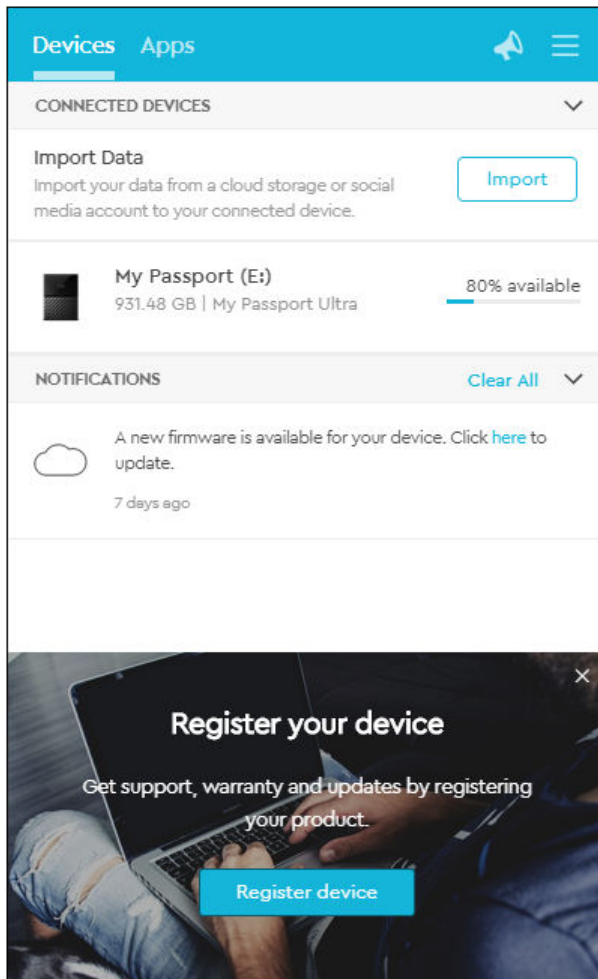 Devices Apps
CONNECTED DEVICES
Import Data
Import your data from a cloud storage or social
media account to your connected device.
Import
My Passport (E:)
931.48 GB | My Passport Ultra
80% available
NOTIFICATIONS Clear All
A new firmware is available for your device. Click here to
update.
7 days ago
Register your device
Get support, warranty and updates by registering
your product.
Register device